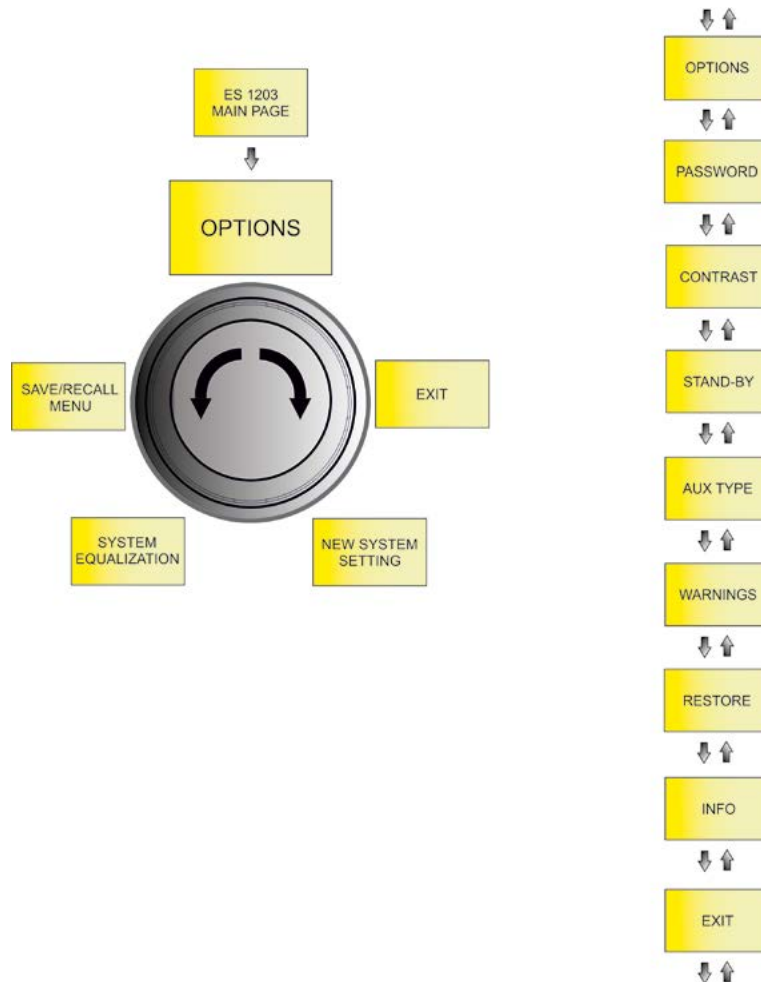 ES 1203
MAIN PAGE
OPTIONS
SAVE/RECALL
MENU
EXIT
SYSTEM
EQUALIZATION
NEW SYSTEM
SETTING
OPTIONS
PASSWORD
CONTRAST
STAND-BY
AUX TYPE
WARNINGS
RESTORE
INFO
EXIT